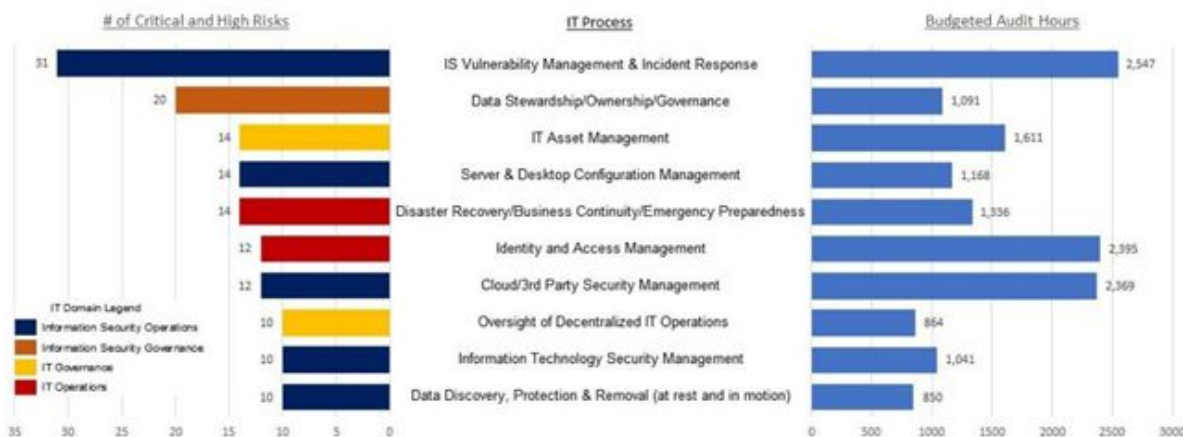 # of Critical and High Risks IT Process Budgeted Audit Hours
31 IS Vulnerability Management & Incident Response 2,547
20 Data Stewardship/Ownership/Governance 1,091
14 IT Asset Management 1,611
14 Server & Desktop Configuration Management 1,168
14 Disaster Recovery/Business Continuity/Emergency Preparedness 1,336
12 Identity and Access Management 2,395
12 Cloud/3rd Party Security Management 2,369
IT Domain Legend
Information Security Operations
10 Oversight of Decentralized IT Operations 864
Information Security Governance
IT Governance
10 Information Technology Security Management 1,041
IT Operations
10 Data Discovery, Protection & Removal (at rest and in motion) 850
35 30 25 20 15 10 5 0 0 500 1000 1500 2000 2500 3000